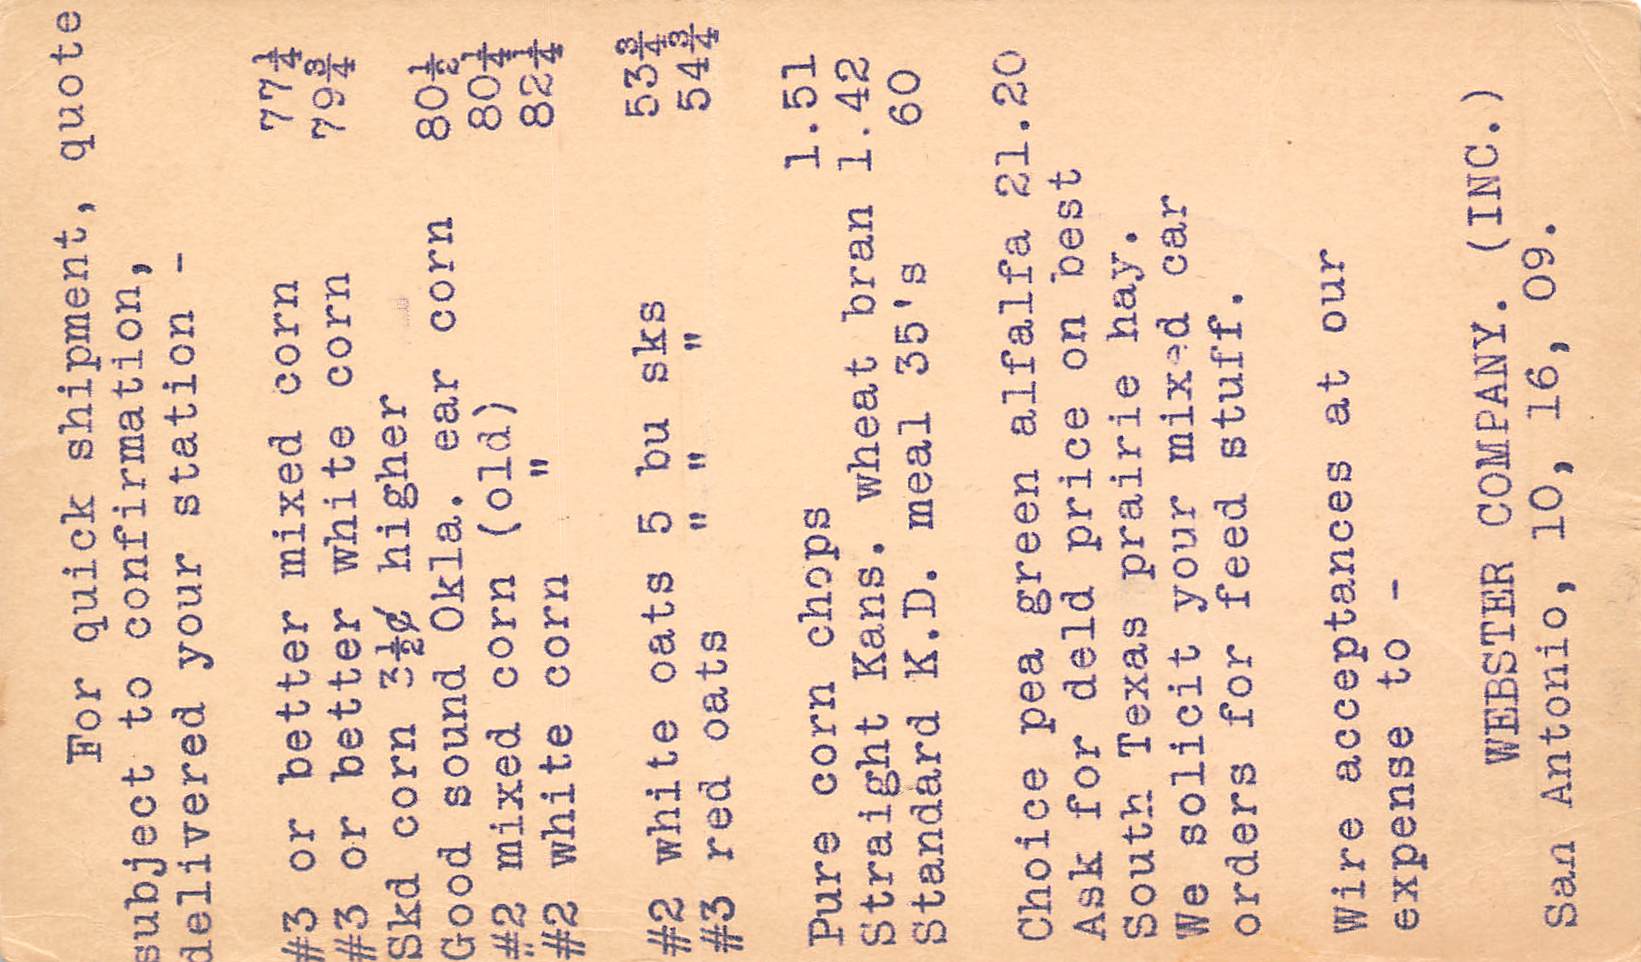 For quick shipment, quote
subject to confirmation,
delivered your station -
#3 or better mixed corn 77¼
#3 or better white corn 79¾
Skd corn 3½¢ higher
Good sound Okla. ear corn 80½
#2 mixed corn (old) 80¼
#2 white corn " 82¼
#2 white oats 5 bu sks 53¾
#3 red oats " " " 54¾
Pure corn chops 1.51
Straight Kans. wheat bran 1.42
Standard K.D. meal 35's 60
Choice pea green alfalfa 21.20
Ask for deld price on best
South Texas prairie hay.
We solicit your mixed car
orders for feed stuff.
Wire acceptances at our
expense to -
WEBSTER COMPANY. (INC.)
San Antonio, 10, 16, 09.